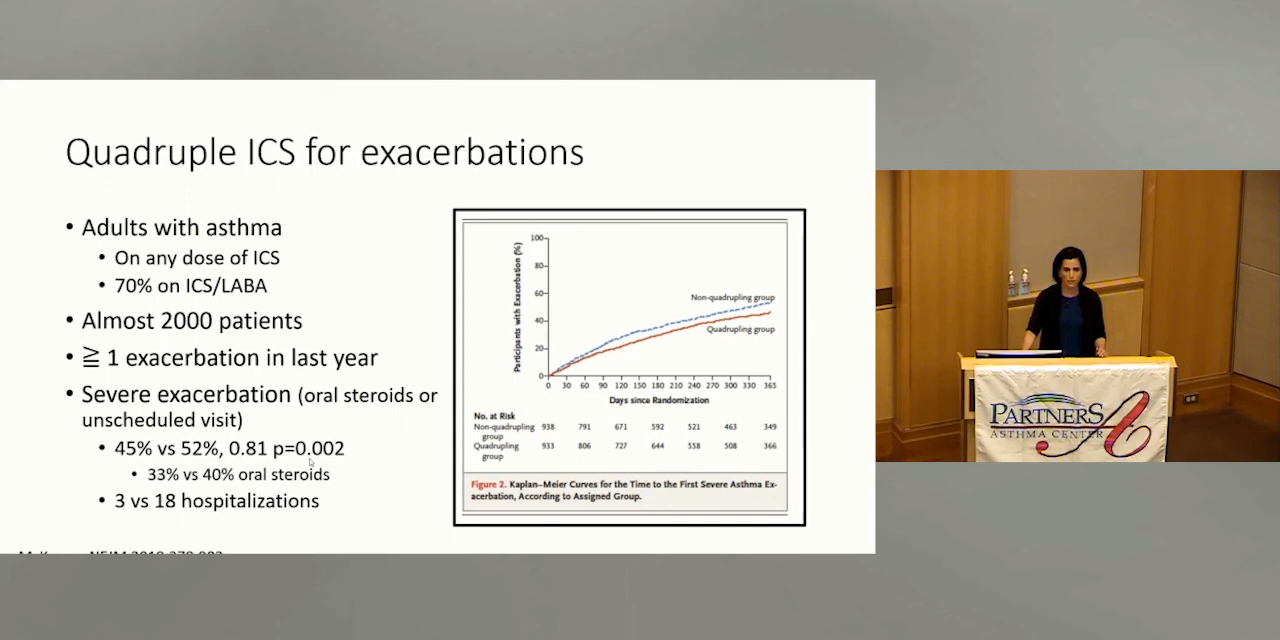 Quadruple ICS for exacerbations
• Adults with asthma
• On any dose of ICS
• 70% on ICS/LABA
• Almost 2000 patients
• ≧ 1 exacerbation in last year
• Severe exacerbation (oral steroids or
unscheduled visit)
• 45% vs 52%, 0.81 p=0.002
• 33% vs 40% oral steroids
• 3 vs 18 hospitalizations
Participants with Exacerbation (%)
100
80
60
40
20
0
Non-quadrupling group
Quadrupling group
0 30 60 90 120 150 180 210 240 270 300 330 365
Days since Randomization
No. at Risk
Non-quadrupling group 938 791 671 592 521 463 349
Quadrupling group 933 806 727 644 558 508 366
Figure 2. Kaplan–Meier Curves for the Time to the First Severe Asthma Ex-
acerbation, According to Assigned Group.
PARTNERS
ASTHMA CENTER